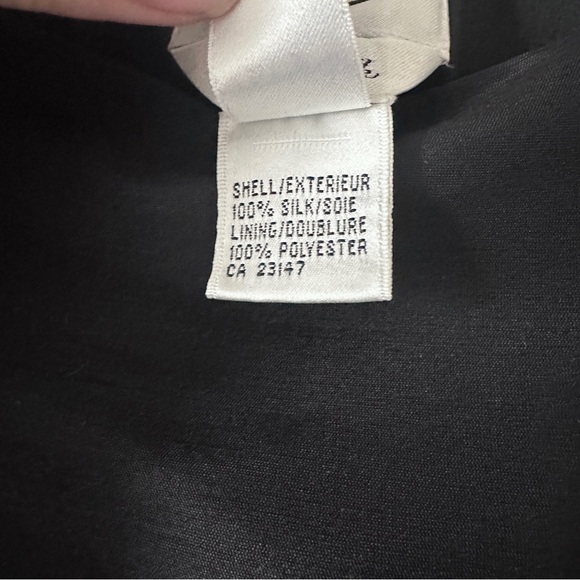 SHELL/EXTERIEUR
100% SILK/SOIE
LINING/DOUBLURE
100% POLYESTER
CA 23147